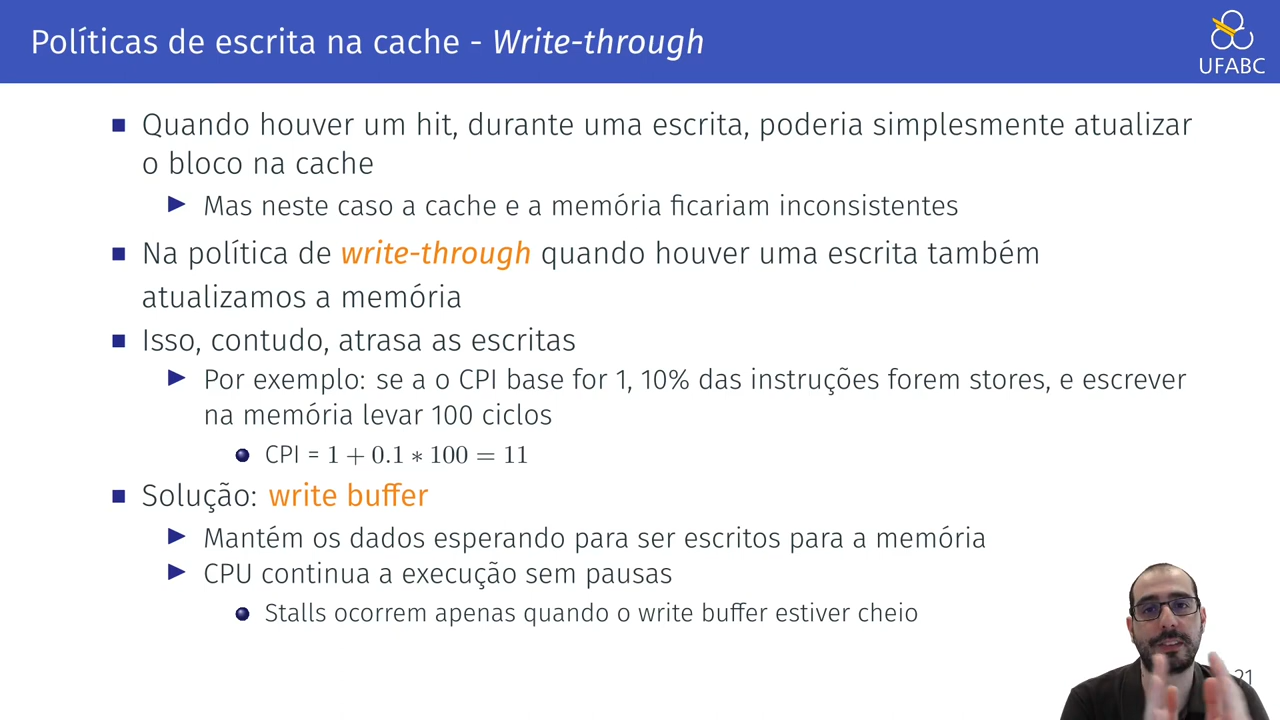 Políticas de escrita na cache - Write-through
UFABC
Quando houver um hit, durante uma escrita, poderia simplesmente atualizar
o bloco na cache
Mas neste caso a cache e a memória ficariam inconsistentes
Na política de write-through quando houver uma escrita também
atualizamos a memória
Isso, contudo, atrasa as escritas
Por exemplo: se a o CPI base for 1, 10% das instruções forem stores, e escrever
na memória levar 100 ciclos
CPI = 1 + 0.1 ∗ 100 = 11
Solução: write buffer
Mantém os dados esperando para ser escritos para a memória
CPU continua a execução sem pausas
Stalls ocorrem apenas quando o write buffer estiver cheio